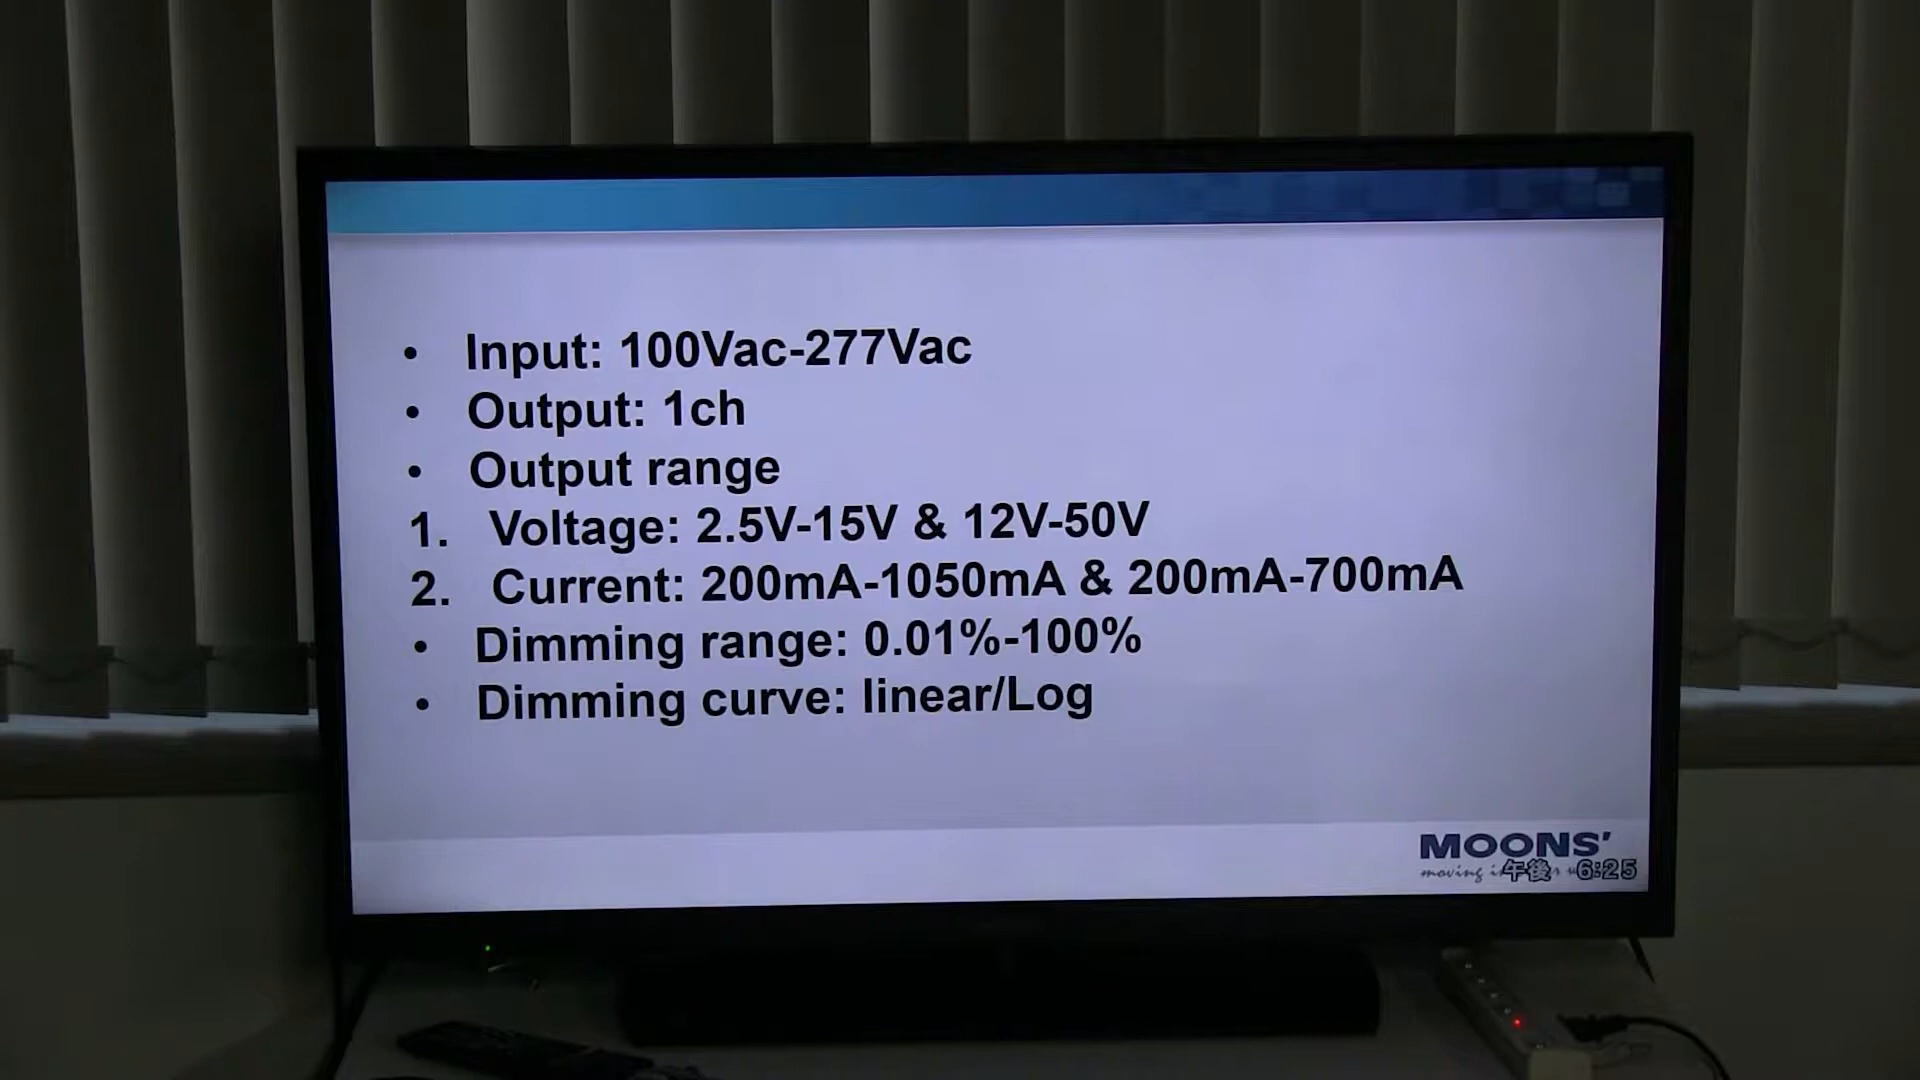 • Input: 100Vac-277Vac
• Output: 1ch
• Output range
1. Voltage: 2.5V-15V & 12V-50V
2. Current: 200mA-1050mA & 200mA-700mA
• Dimming range: 0.01%-100%
• Dimming curve: linear/Log
MOONS'
moving
午後 6:25